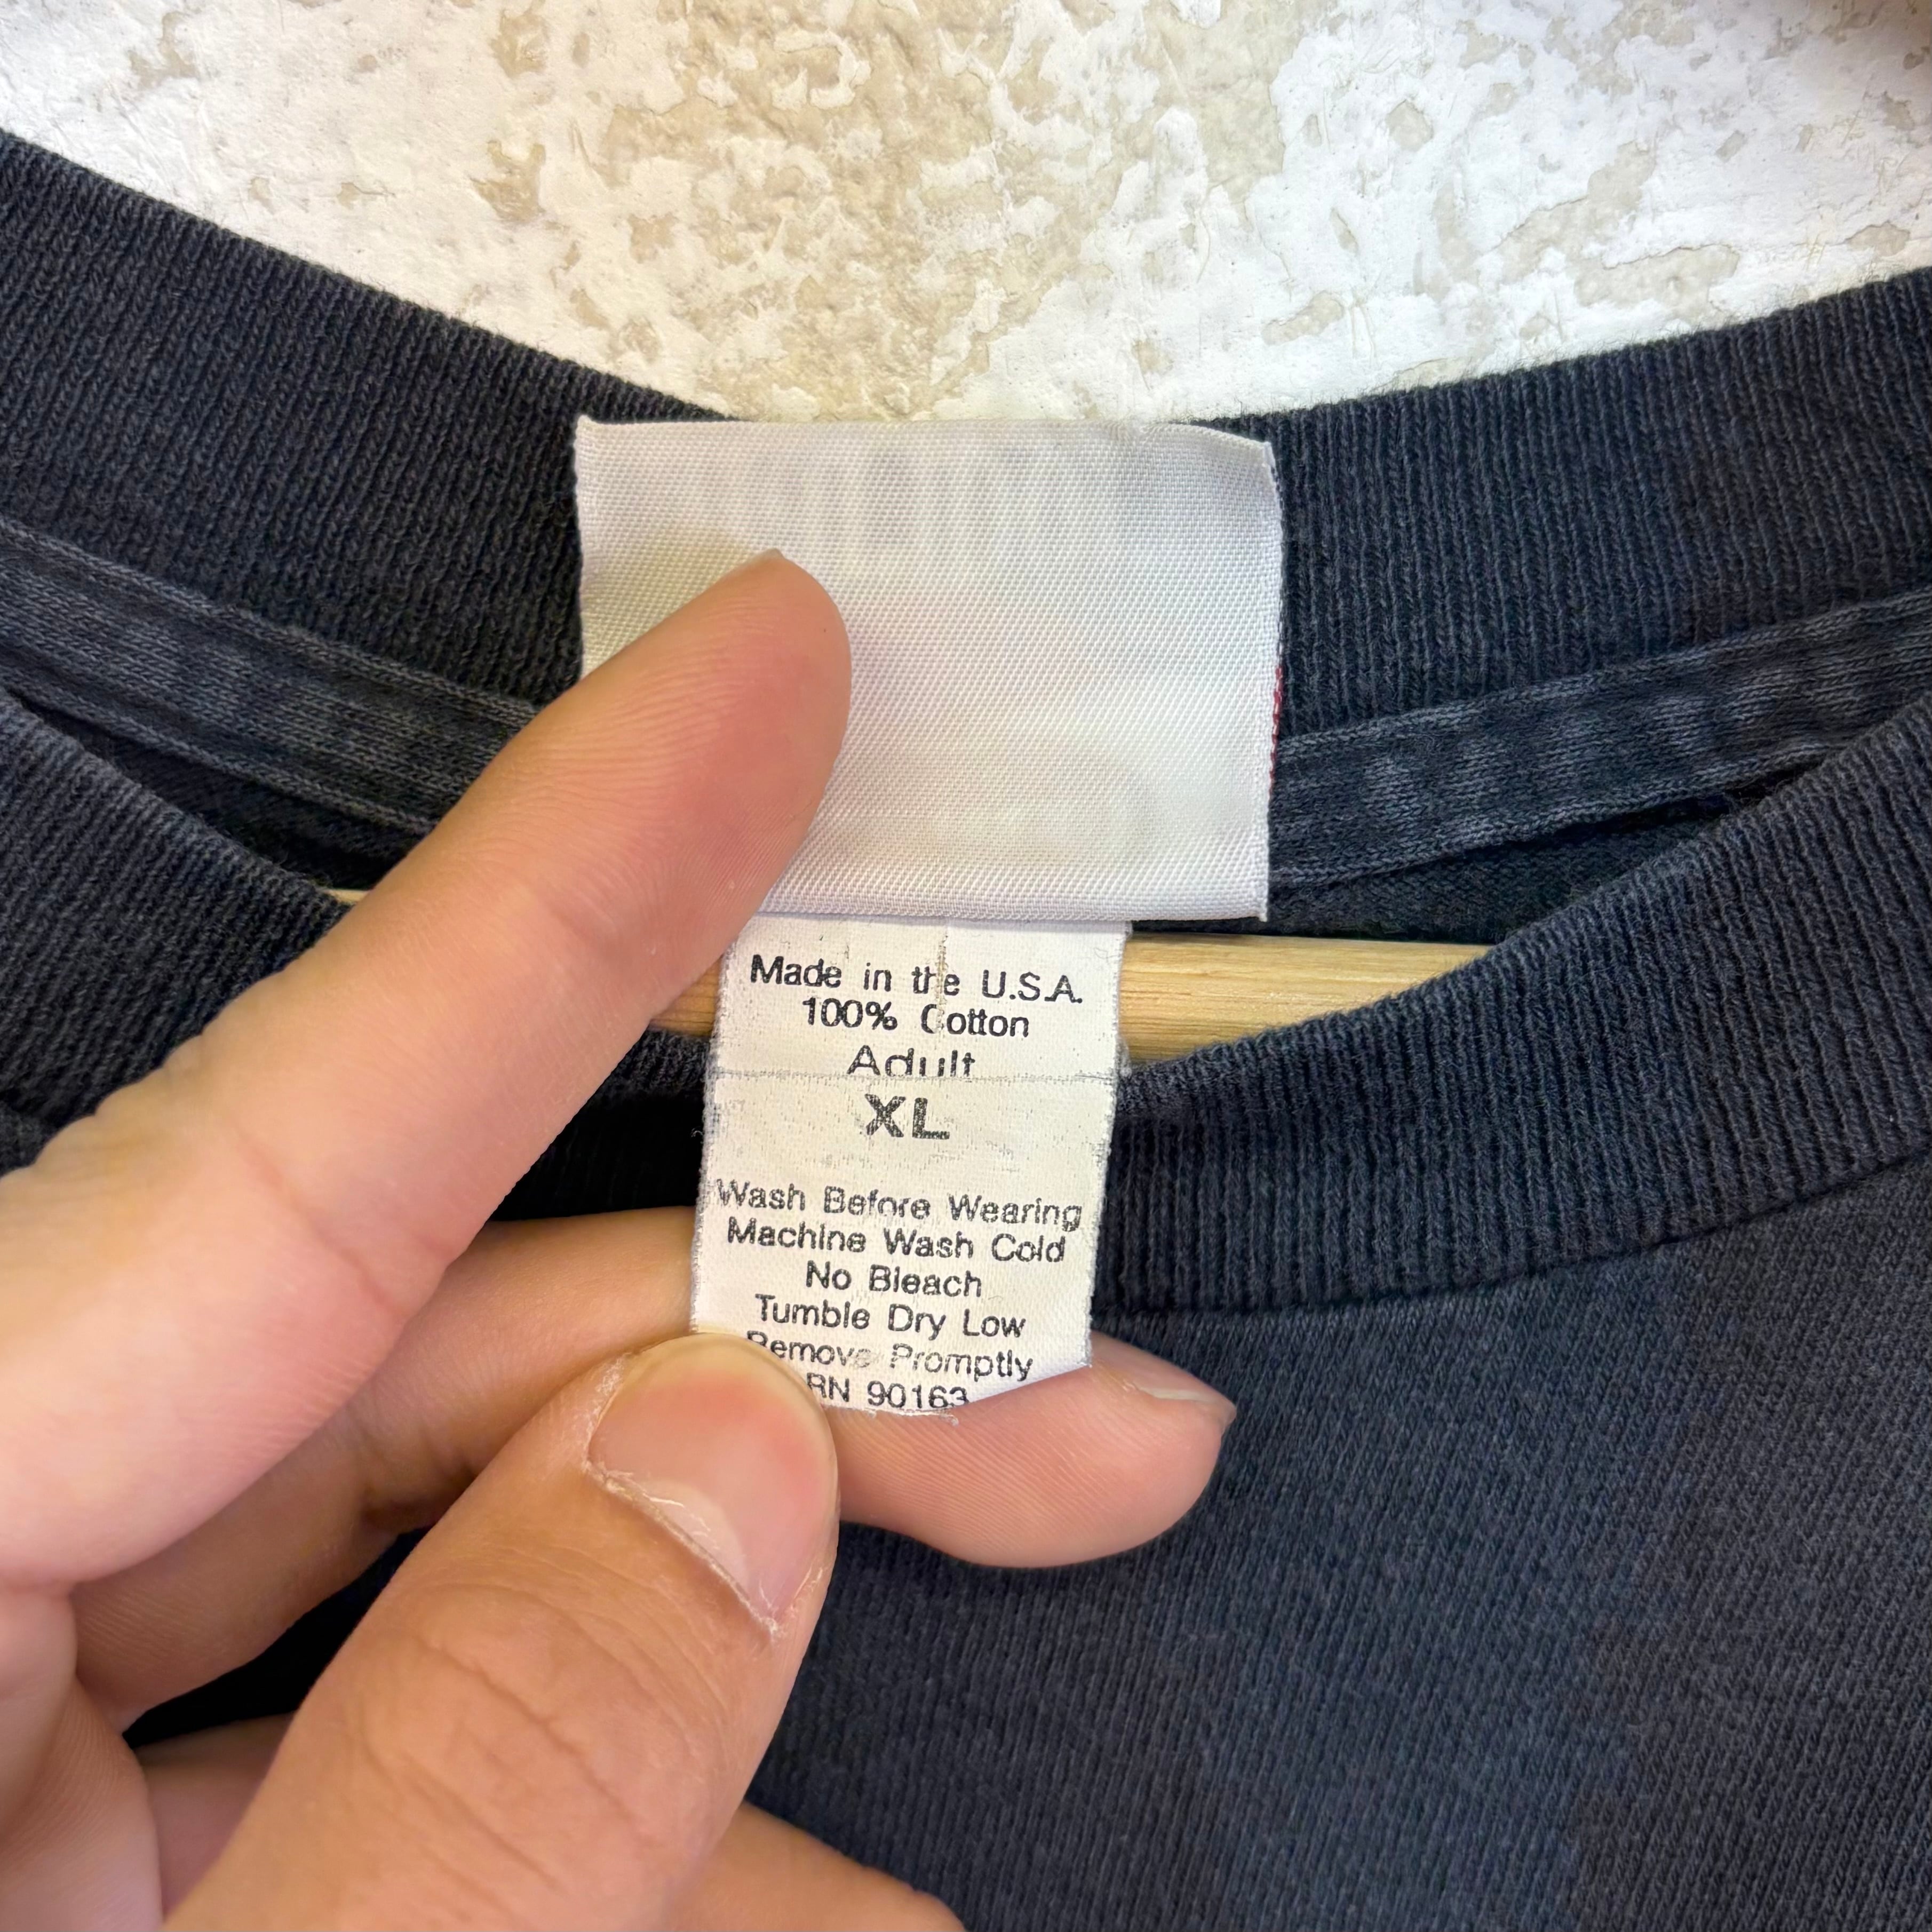 Made in the U.S.A.
100% Cotton
Adult
XL
Wash Before Wearing
Machine Wash Cold
No Bleach
Tumble Dry Low
Remove Promptly
RN 90163